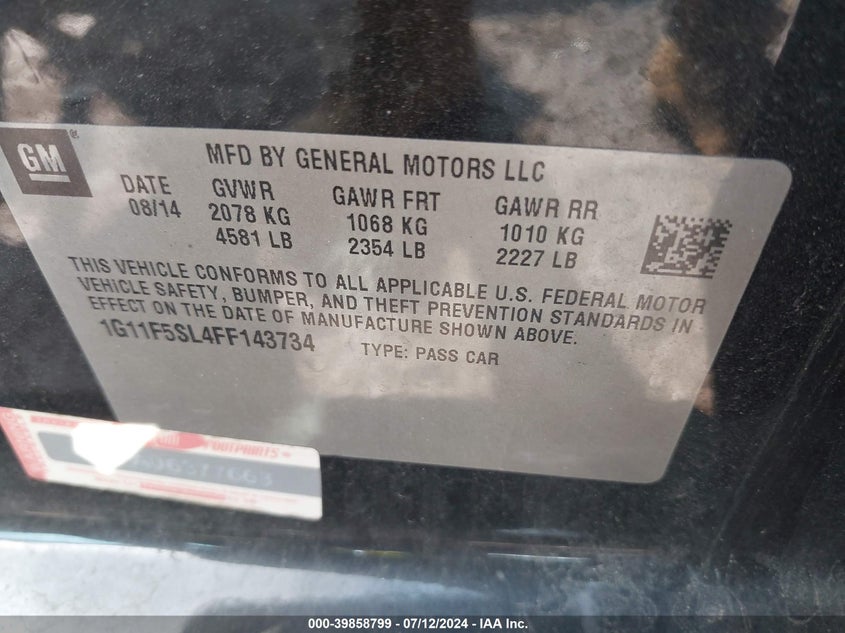 GM
MFD BY GENERAL MOTORS LLC
DATE GVWR GAWR FRT GAWR RR
08/14 2078 KG 1068 KG 1010 KG
4581 LB 2354 LB 2227 LB
THIS VEHICLE CONFORMS TO ALL APPLICABLE U.S. FEDERAL MOTOR
VEHICLE SAFETY, BUMPER, AND THEFT PREVENTION STANDARDS IN
EFFECT ON THE DATE OF MANUFACTURE SHOWN ABOVE.
1G11F5SL4FF143734 TYPE: PASS CAR
FOOTPRINTS
000-39858799 - 07/12/2024 - IAA Inc.